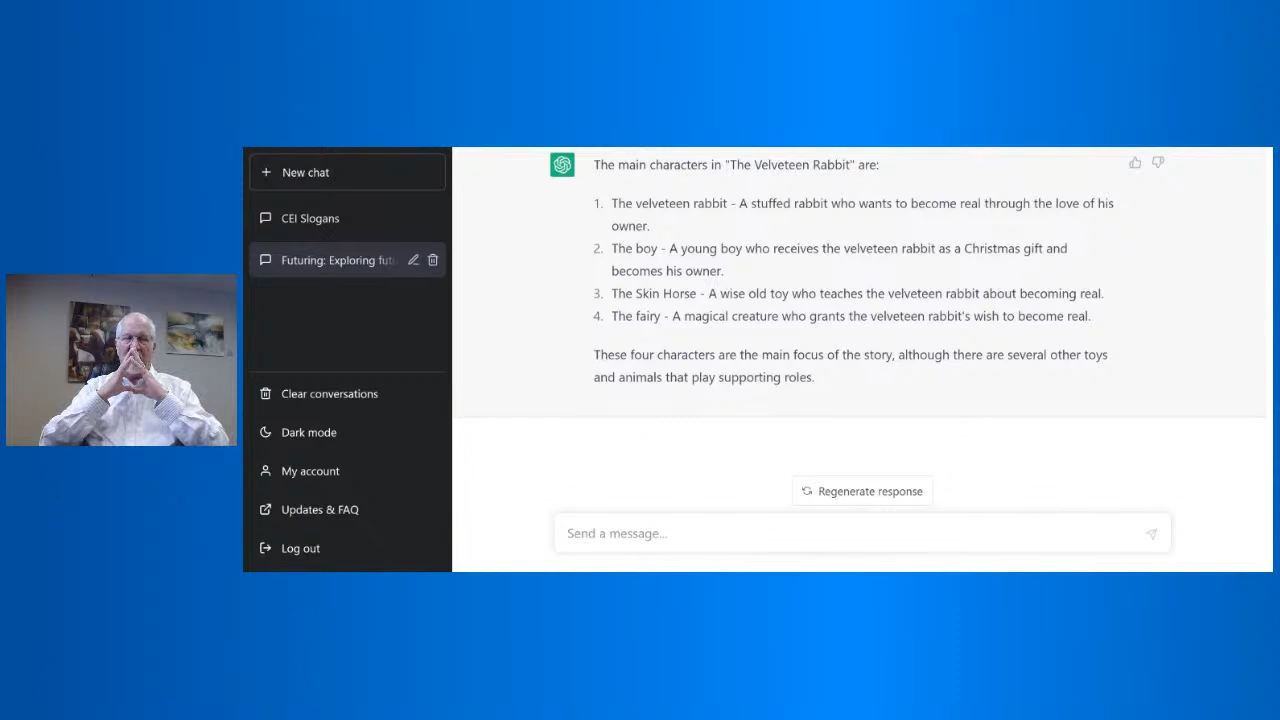 New chat
CEI Slogans
Futuring: Exploring futu
Clear conversations
Dark mode
My account
Updates & FAQ
Log out
The main characters in "The Velveteen Rabbit" are:
1. The velveteen rabbit - A stuffed rabbit who wants to become real through the love of his
owner.
2. The boy - A young boy who receives the velveteen rabbit as a Christmas gift and
becomes his owner.
3. The Skin Horse - A wise old toy who teaches the velveteen rabbit about becoming real.
4. The fairy - A magical creature who grants the velveteen rabbit's wish to become real.
These four characters are the main focus of the story, although there are several other toys
and animals that play supporting roles.
Regenerate response
Send a message...